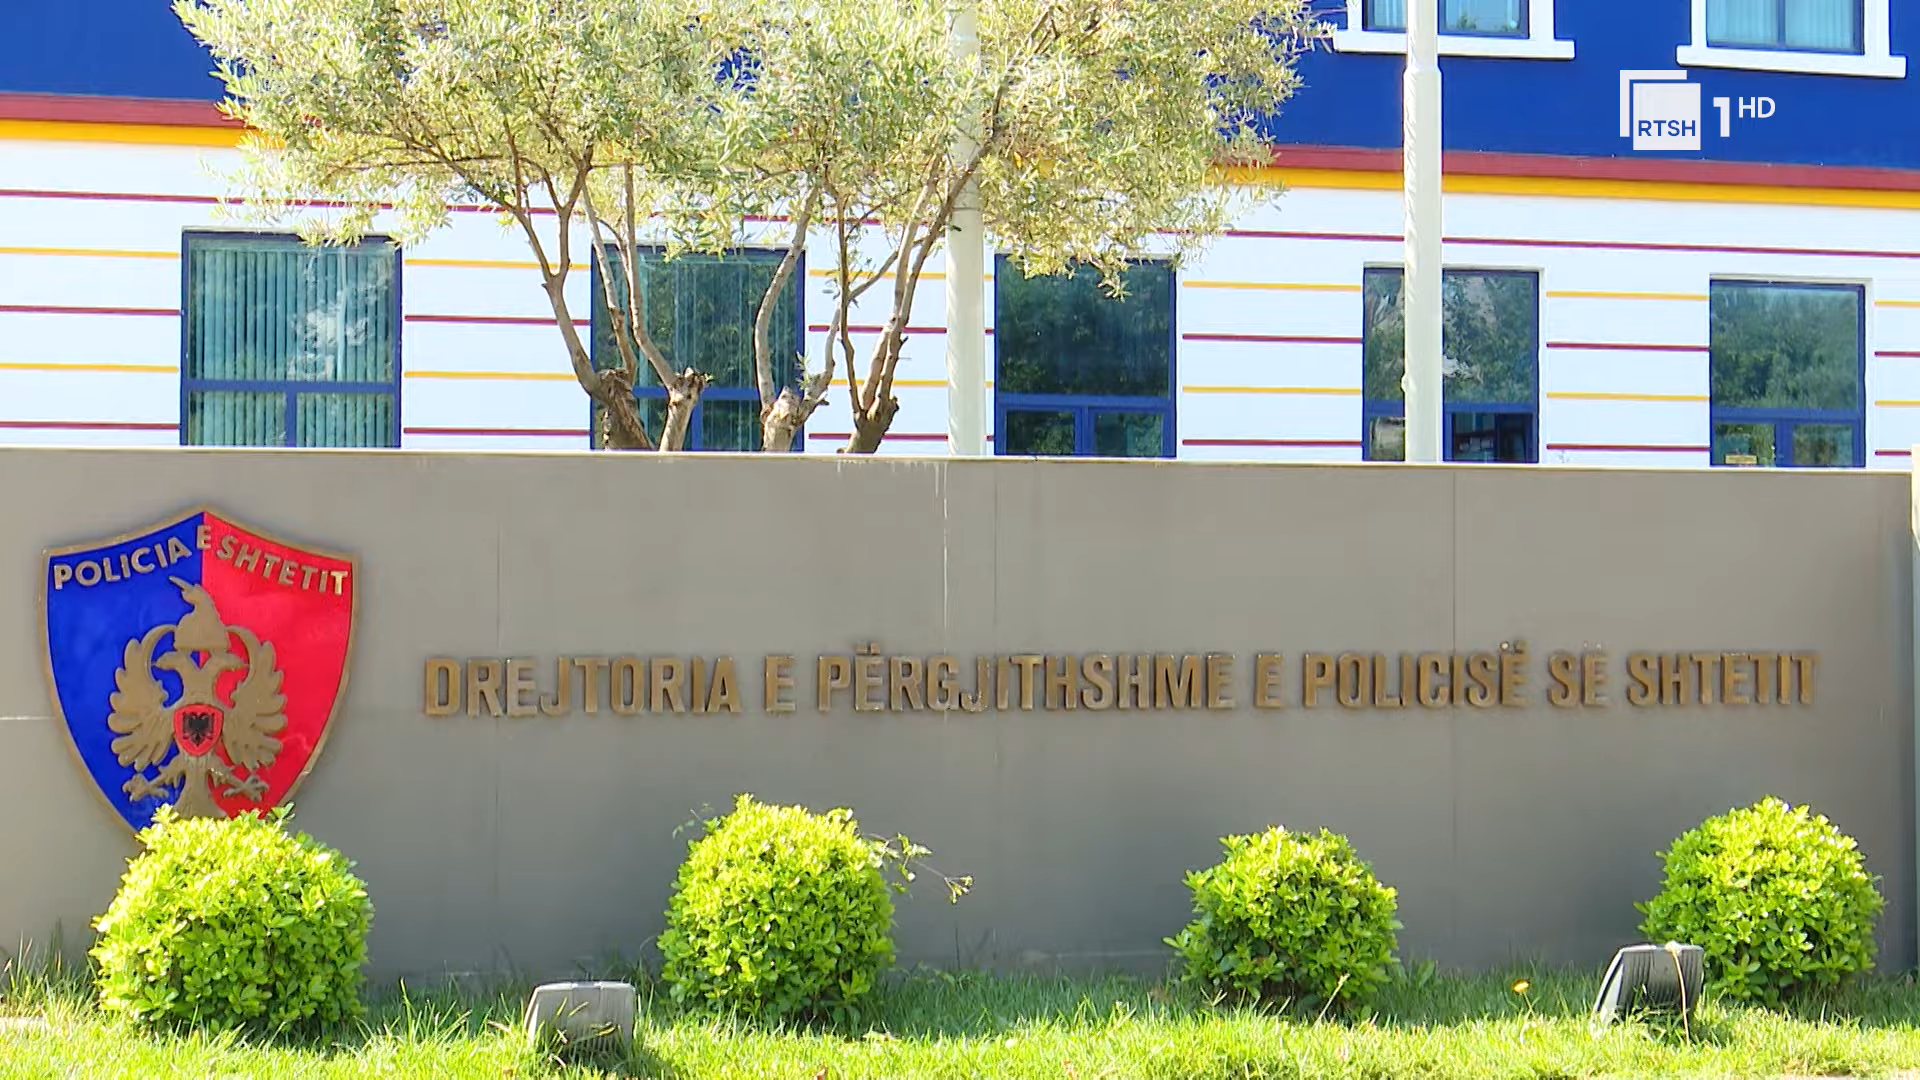 RTSH 1 HD
POLICIA E SHTETIT
DREJTORIA E PËRGJITHSHME E POLICISË SË SHTETIT